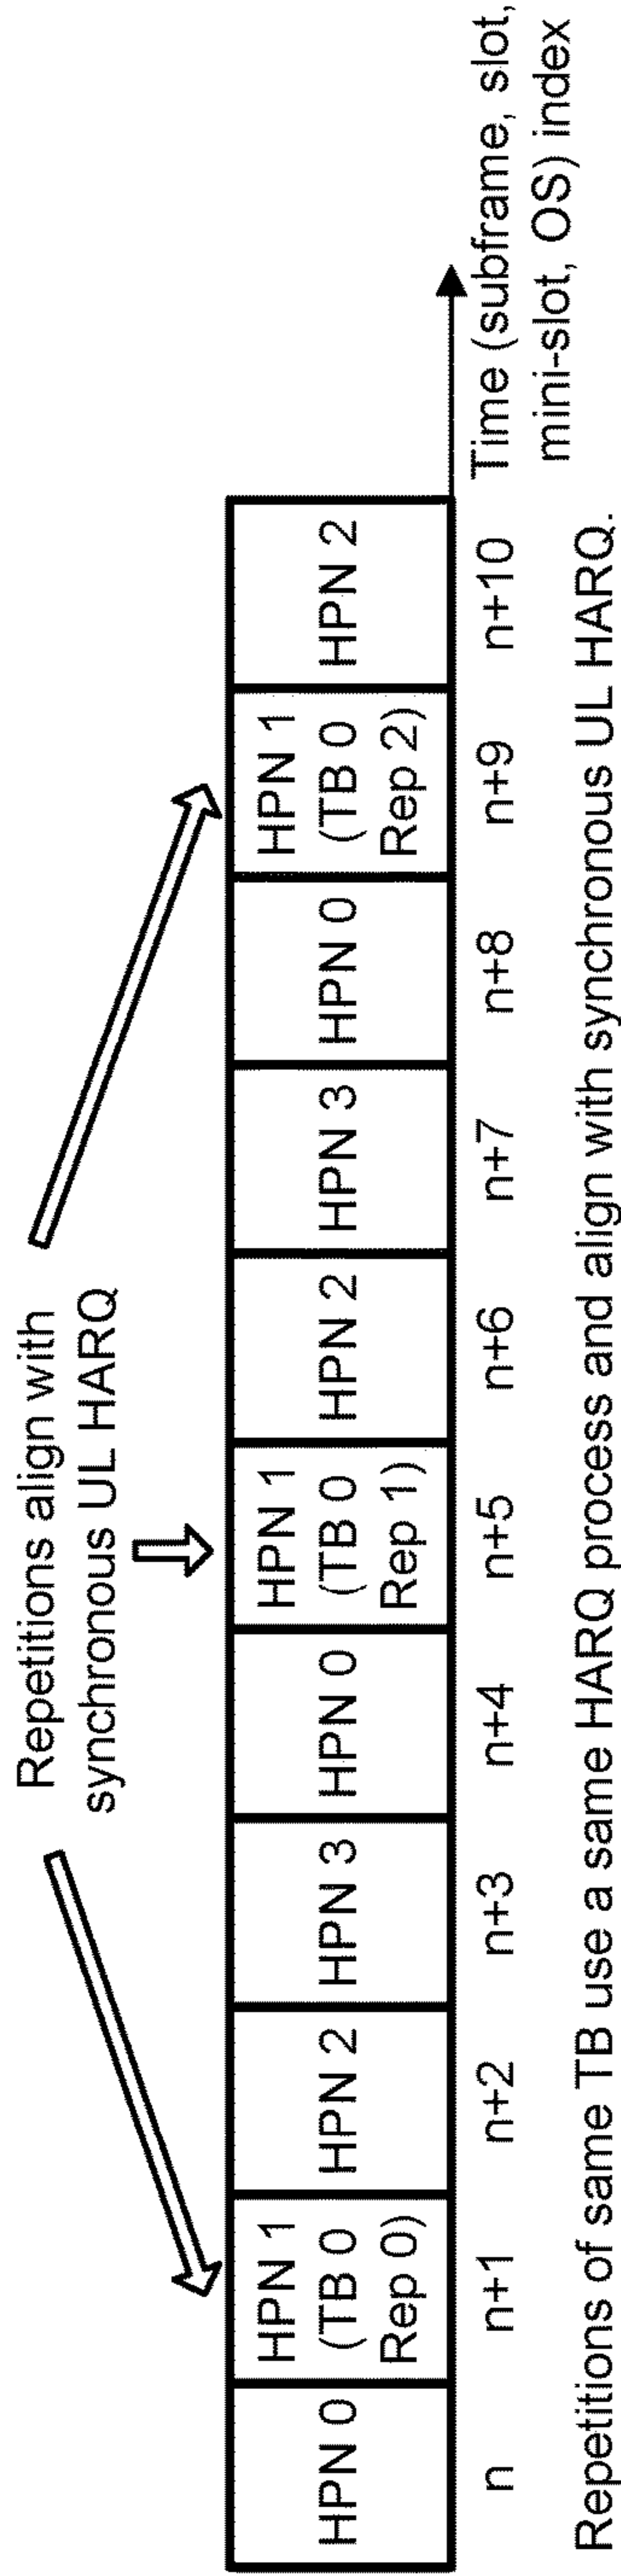 Repetitions align with
synchronous UL HARQ
HPN 0
HPN 1
(TB 0
Rep 0)
HPN 2
HPN 3
HPN 0
HPN 1
(TB 0
Rep 1)
HPN 2
HPN 3
HPN 0
HPN 1
(TB 0
Rep 2)
HPN 2
n
n+1
n+2
n+3
n+4
n+5
n+6
n+7
n+8
n+9
n+10
Time (subframe, slot,
mini-slot, OS) index
Repetitions of same TB use a same HARQ process and align with synchronous UL HARQ.